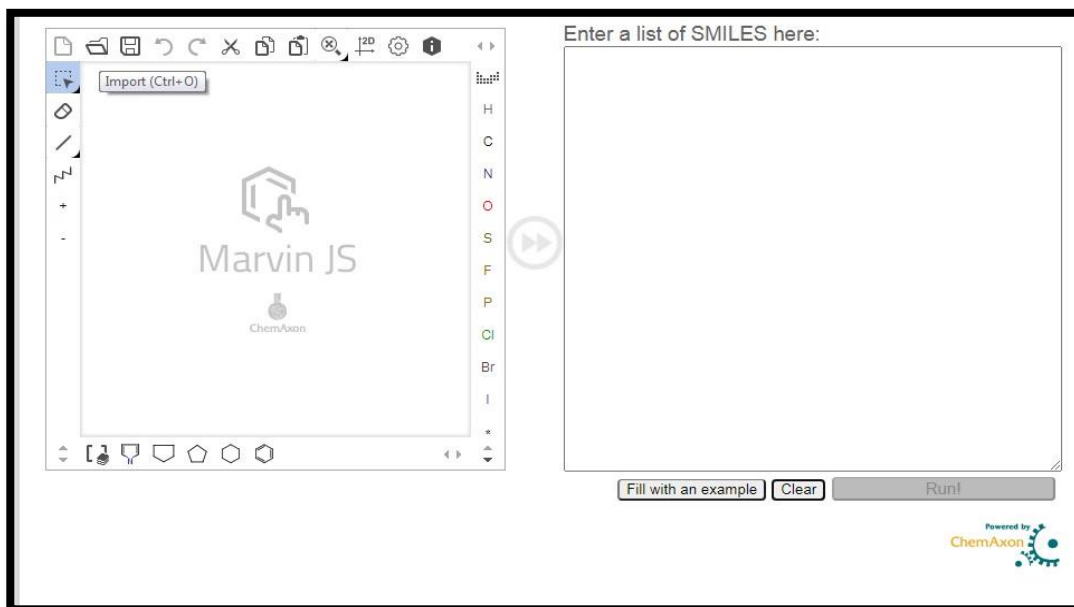 Enter a list of SMILES here:
2D
Import (Ctrl+O)
H
C
N
O
S
F
P
Cl
Br
I
*
+
-
Marvin JS
ChemAxon
Fill with an example
Clear
Run!
Powered by
ChemAxon